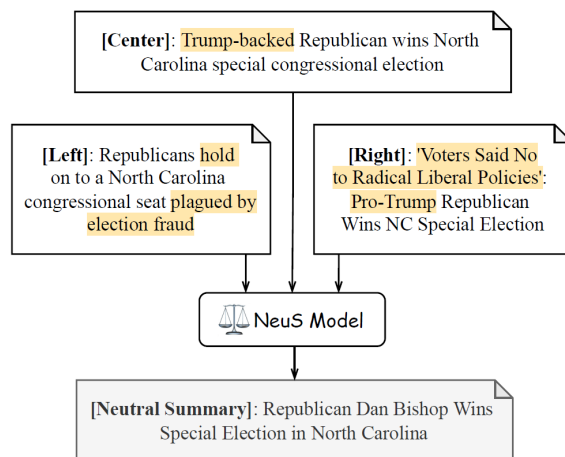 [Center]: Trump-backed Republican wins North
Carolina special congressional election
[Left]: Republicans hold
on to a North Carolina
congressional seat plagued by
election fraud
[Right]: 'Voters Said No
to Radical Liberal Policies':
Pro-Trump Republican
Wins NC Special Election
NeuS Model
[Neutral Summary]: Republican Dan Bishop Wins
Special Election in North Carolina